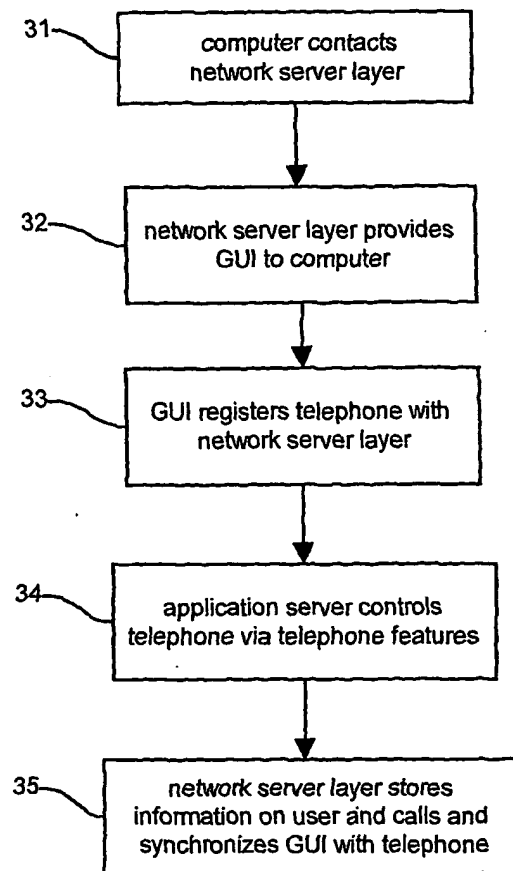 31
computer contacts
network server layer
32
network server layer provides
GUI to computer
33
GUI registers telephone with
network server layer
34
application server controls
telephone via telephone features
35
network server layer stores
information on user and calls and
synchronizes GUI with telephone